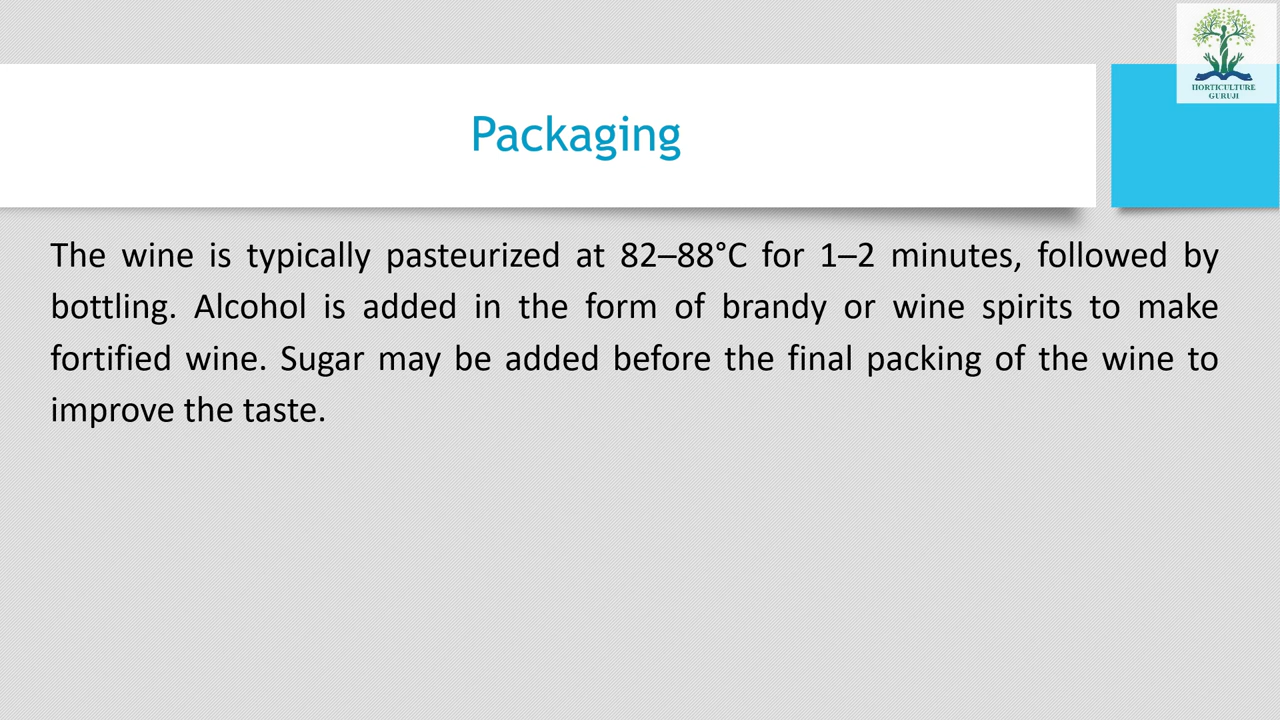 HORTICULTURE
GURUJI
Packaging
The wine is typically pasteurized at 82–88°C for 1–2 minutes, followed by
bottling. Alcohol is added in the form of brandy or wine spirits to make
fortified wine. Sugar may be added before the final packing of the wine to
improve the taste.